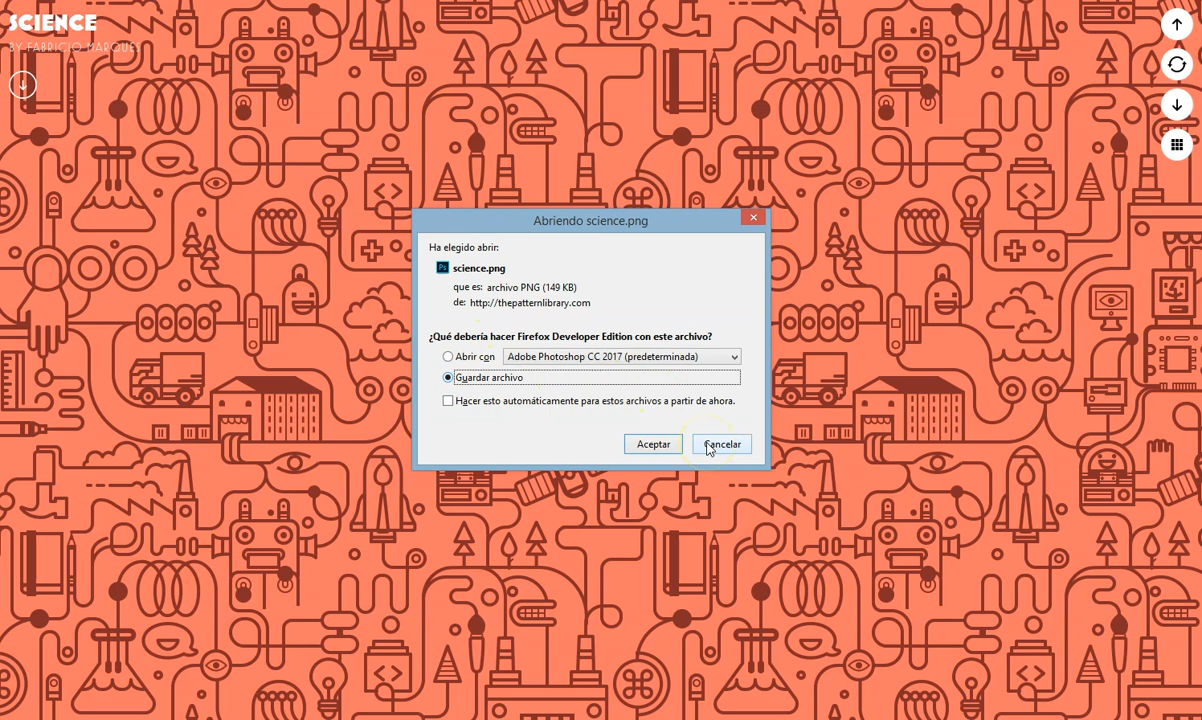 SCIENCE
BY FABRICIO MARQUES
Abriendo science.png
Ha elegido abrir:
Ps science.png
que es: archivo PNG (149 KB)
de: http://thepatternlibrary.com
¿Qué debería hacer Firefox Developer Edition con este archivo?
Abrir con Adobe Photoshop CC 2017 (predeterminada)
Guardar archivo
Hacer esto automáticamente para estos archivos a partir de ahora.
Aceptar Cancelar